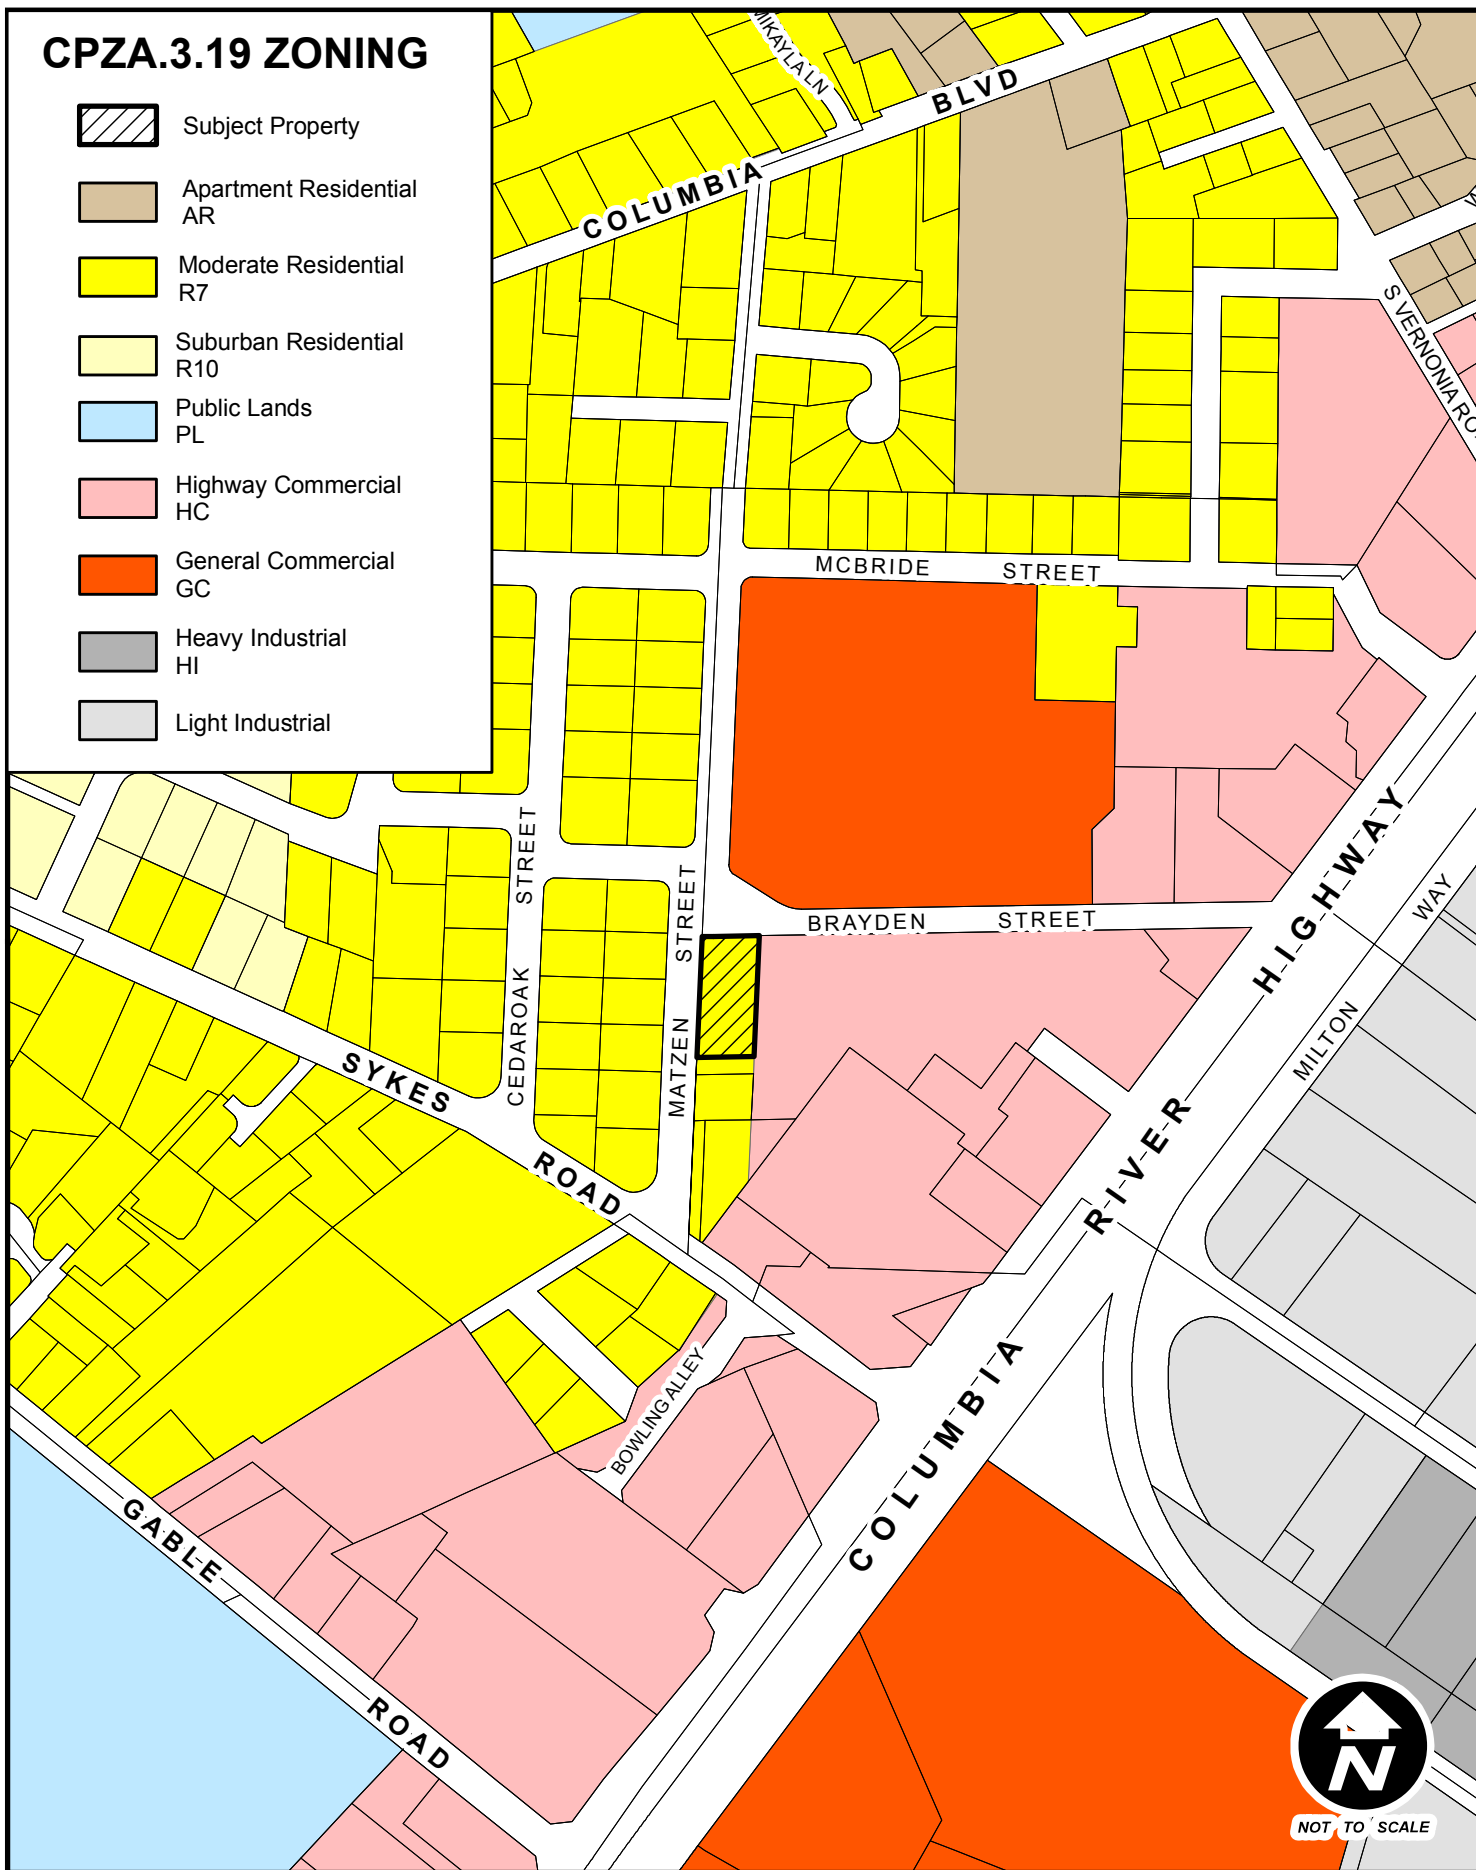 CPZA.3.19 ZONING
Subject Property
Apartment Residential
AR
Moderate Residential
R7
Suburban Residential
R10
Public Lands
PL
Highway Commercial
HC
General Commercial
GC
Heavy Industrial
HI
Light Industrial
MIKAYLA LN
COLUMBIA BLVD
S VERNONIA
MCBRIDE STREET
CEDAROAK STREET
MATZEN STREET
BRAYDEN STREET
SYKES ROAD
COLUMBIA RIVER HIGHWAY
MILTON WAY
BOWLING ALLEY
GABLE ROAD
N
NOT TO SCALE